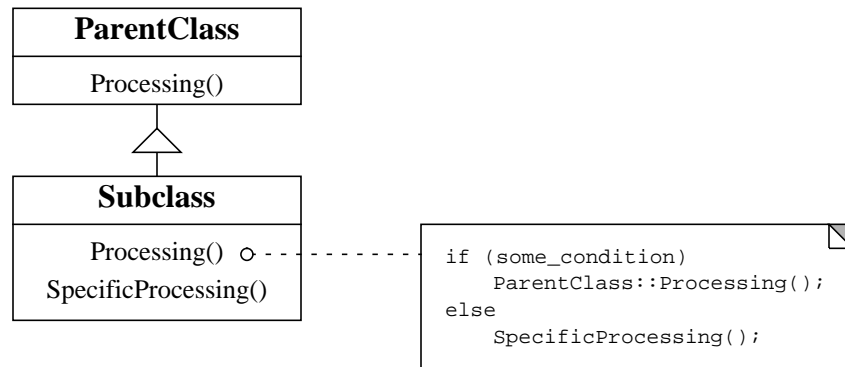 ParentClass
Processing()
Subclass
Processing()
SpecificProcessing()
if (some_condition)
    ParentClass::Processing();
else
    SpecificProcessing();